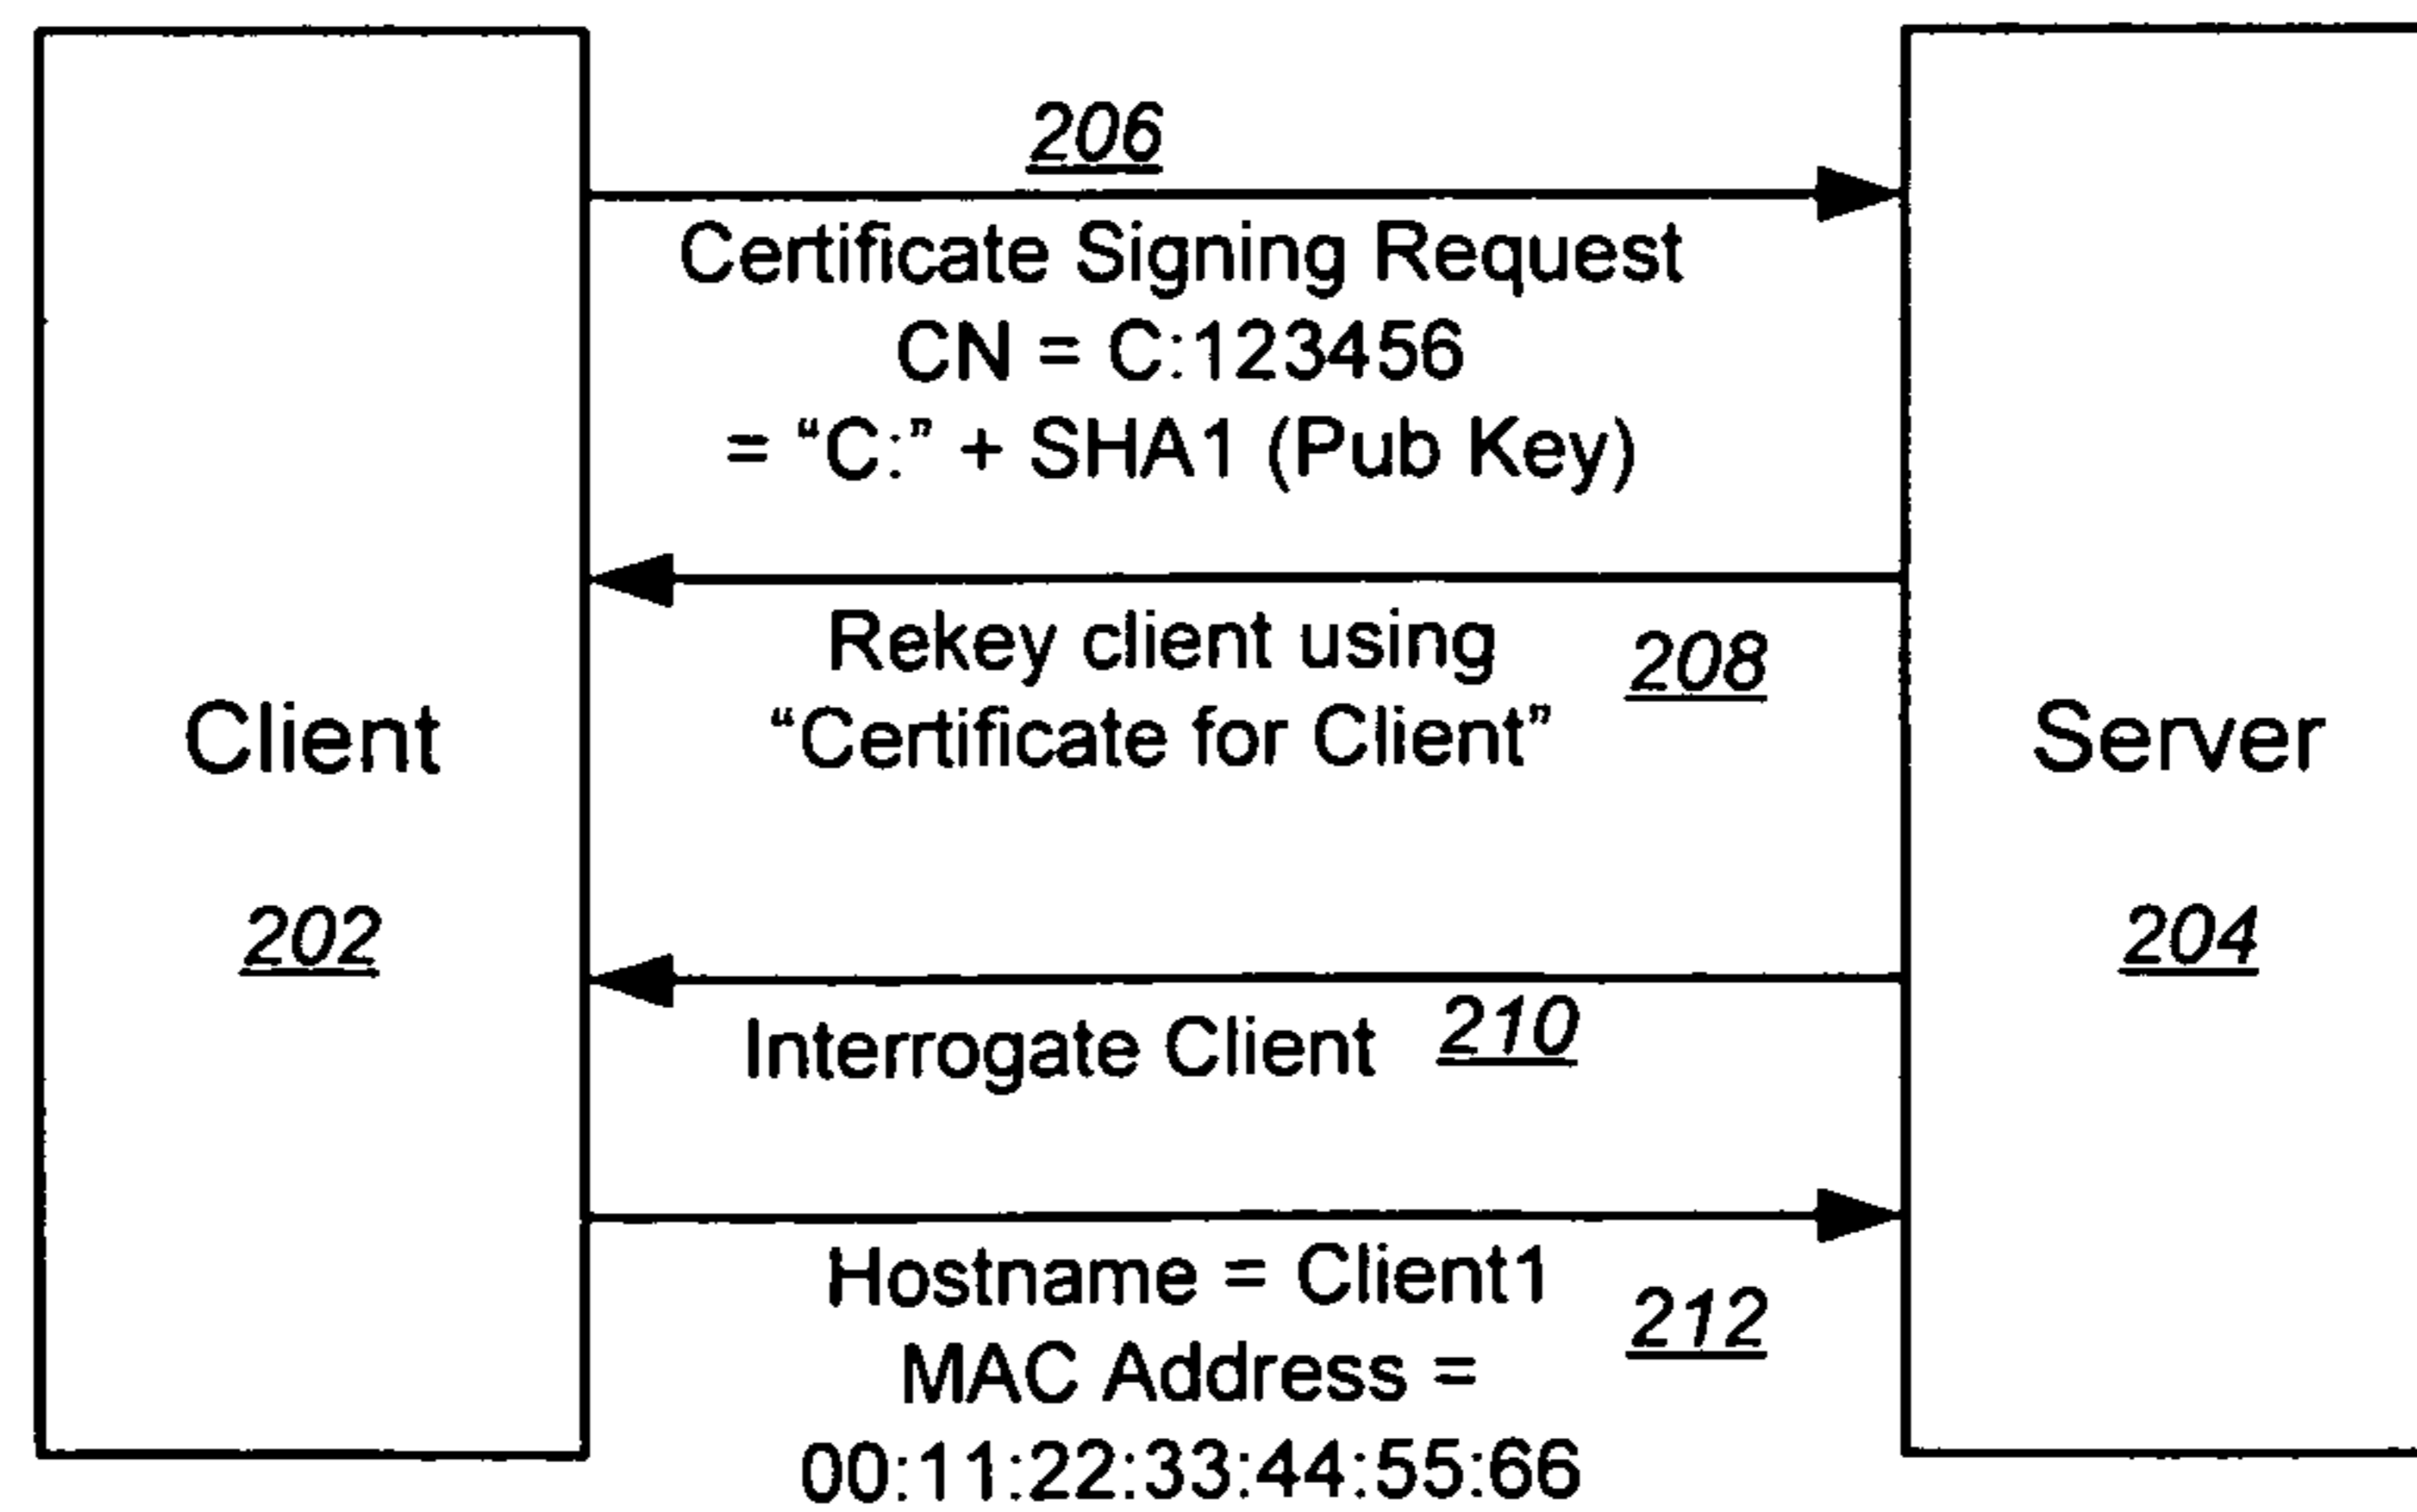 206
Certificate Signing Request
CN = C:123456
= “C:” + SHA1 (Pub Key)
Rekey client using
208
“Certificate for Client”
Client
Server
202
204
Interrogate Client 210
Hostname = Client1
212
MAC Address =
00:11:22:33:44:55:66